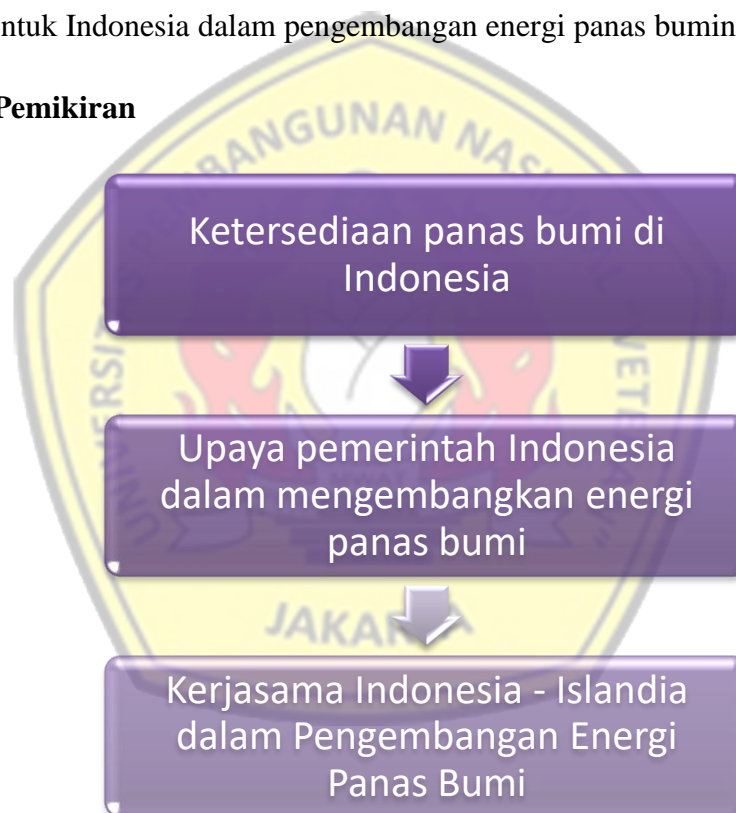 ntuk Indonesia dalam pengembangan energi panas bumin
Pemikiran
Ketersediaan panas bumi di
Indonesia
Upaya pemerintah Indonesia
dalam mengembangkan energi
panas bumi
Kerjasama Indonesia - Islandia
dalam Pengembangan Energi
Panas Bumi
JAKARTA